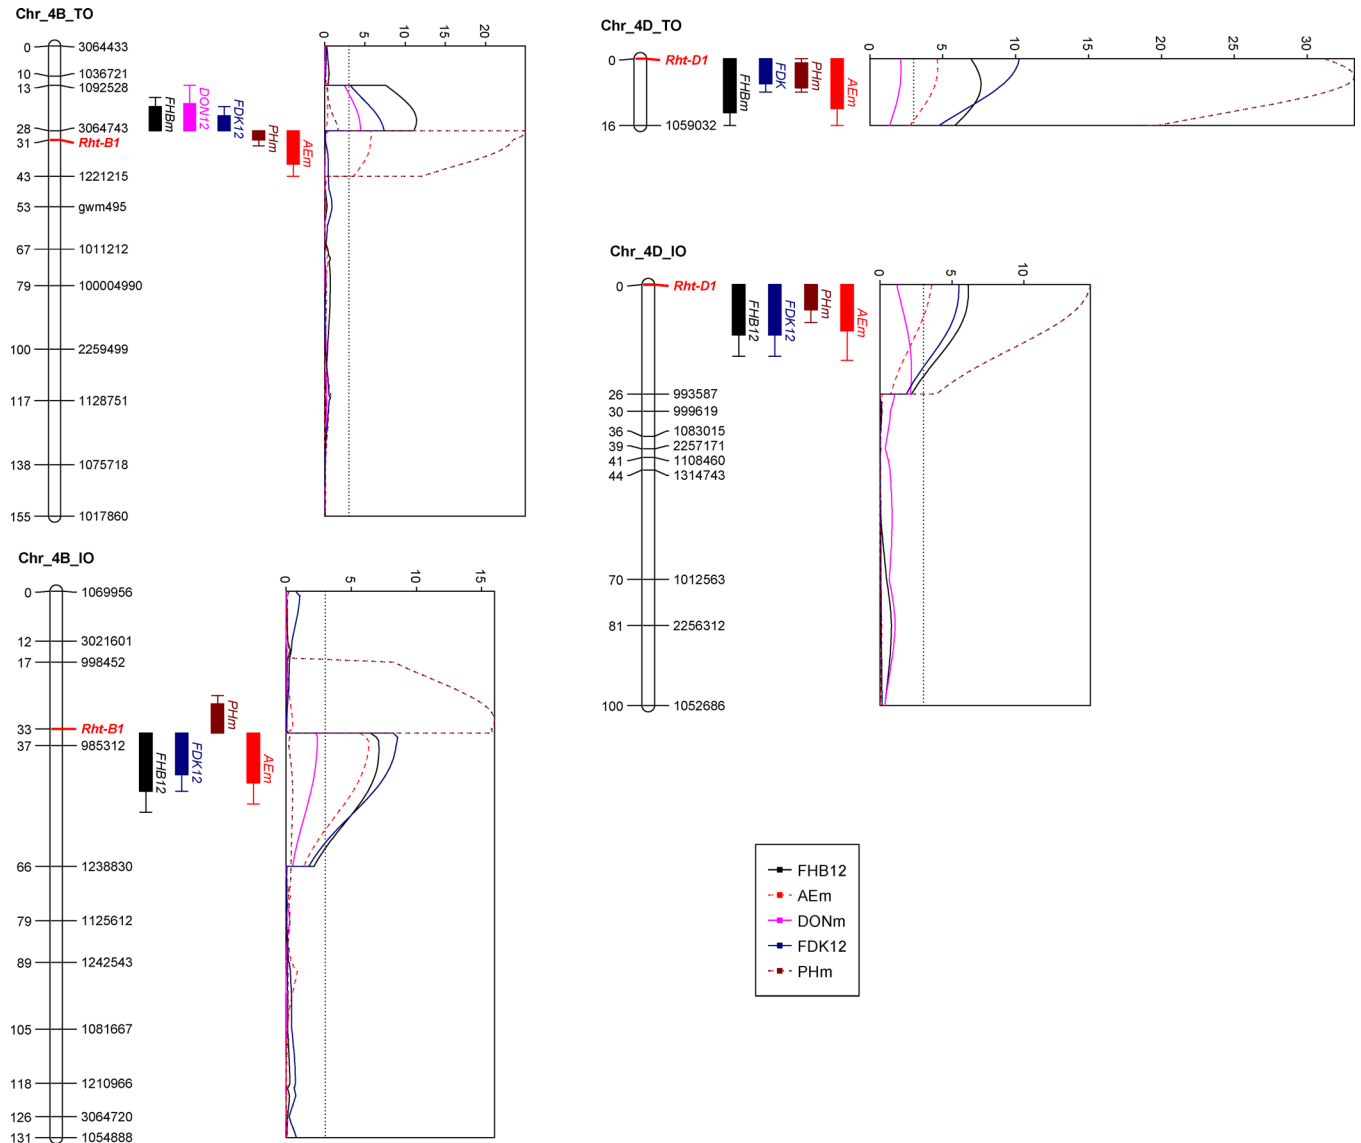 Chr_4B_TO
0 3064433
10 1036721
13 1092528
28 3064743
31 Rht-B1
43 1221215
53 gwm495
67 1011212
79 100004990
100 2259499
117 1128751
138 1075718
155 1017860
FHBm
DON12
FDK12
PHm
AEm
0 5 10 15 20
Chr_4D_TO
0 Rht-D1
16 1059032
FHBm
FDK
PHm
AEm
0 5 10 15 20 25 30
Chr_4D_IO
0 Rht-D1
26 993587
30 999619
36 1083015
39 2257171
41 1108460
44 1314743
70 1012563
81 2256312
100 1052686
FHB12
FDK12
PHm
AEm
0 5 10
Chr_4B_IO
0 1069956
12 3021601
17 998452
33 Rht-B1
37 985312
66 1238830
79 1125612
89 1242543
105 1081667
118 1210966
126 3064720
131 1054888
FHB12
FDK12
PHm
AEm
0 5 10 15
FHB12
AEm
DONm
FDK12
PHm